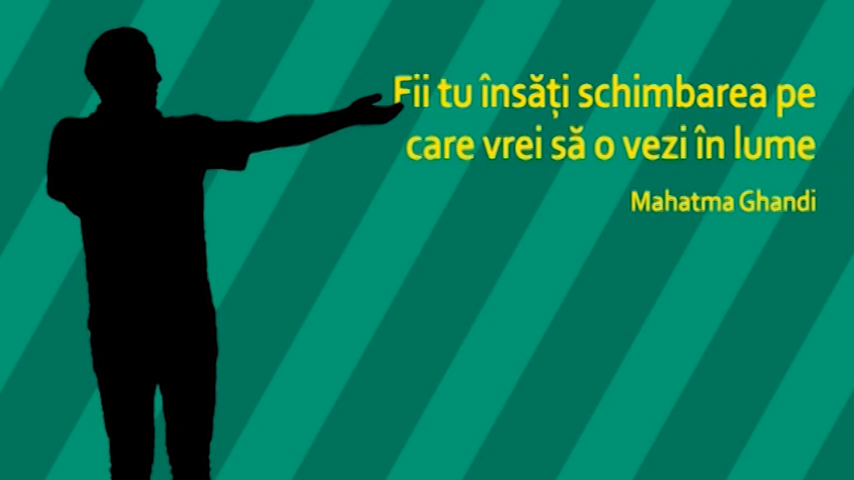 Fii tu însăți schimbarea pe
care vrei să o vezi în lume
Mahatma Ghandi